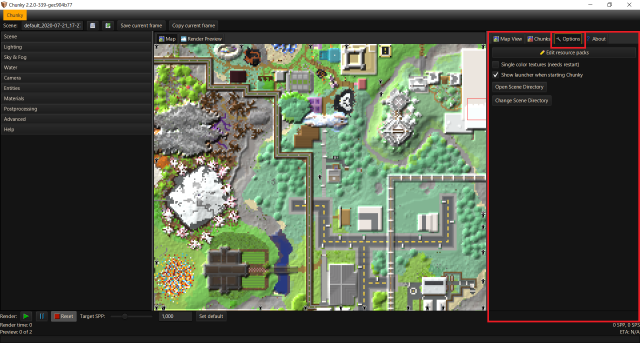 Chunky 2.2.0-339-gec904b77
Chunky
Scene: default_2020-07-21_17-2 Save current frame Copy current frame
Scene
Lighting
Sky & Fog
Water
Camera
Entities
Materials
Postprocessing
Advanced
Help
Map Render Preview
Map View Chunks Options About
Edit resource packs
Single color textures (needs restart)
Show launcher when starting Chunky
Open Scene Directory
Change Scene Directory
Render: Reset Target SPP: 1,000 Set default
Render time: 0 0 SPP, 0 SPS
Preview: 0 of 2 ETA: N/A